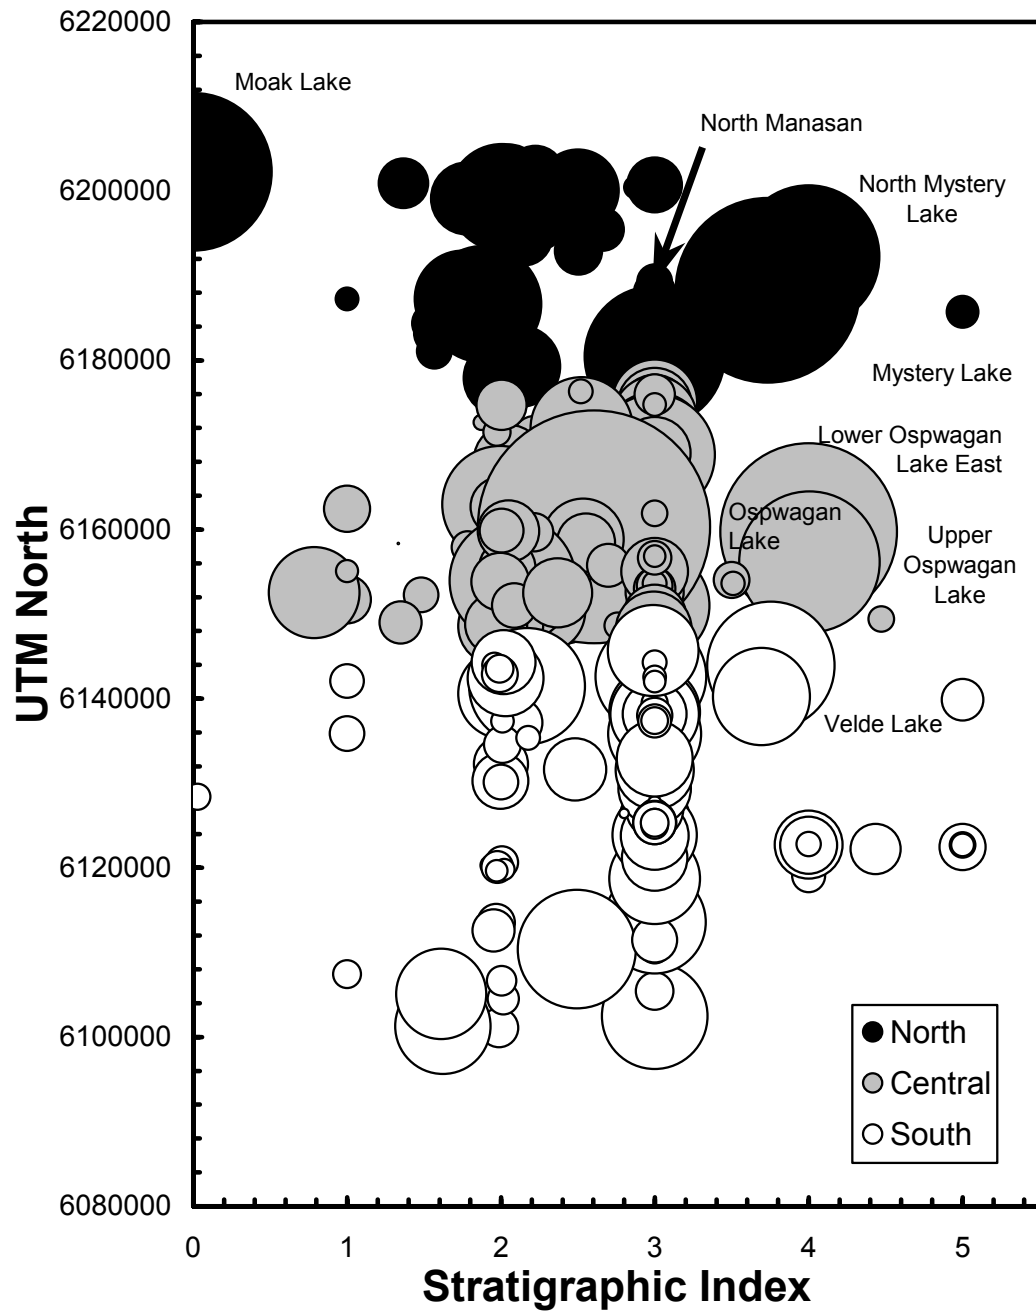 6220000
Moak Lake
North Manasan
6200000
North Mystery
Lake
6180000
Mystery Lake
Lower Ospwagan
Lake East
6160000
Ospwagan
Lake
Upper
Ospwagan
Lake
UTM North
6140000
Velde Lake
6120000
6100000
North
Central
South
6080000
0 1 2 3 4 5
Stratigraphic Index